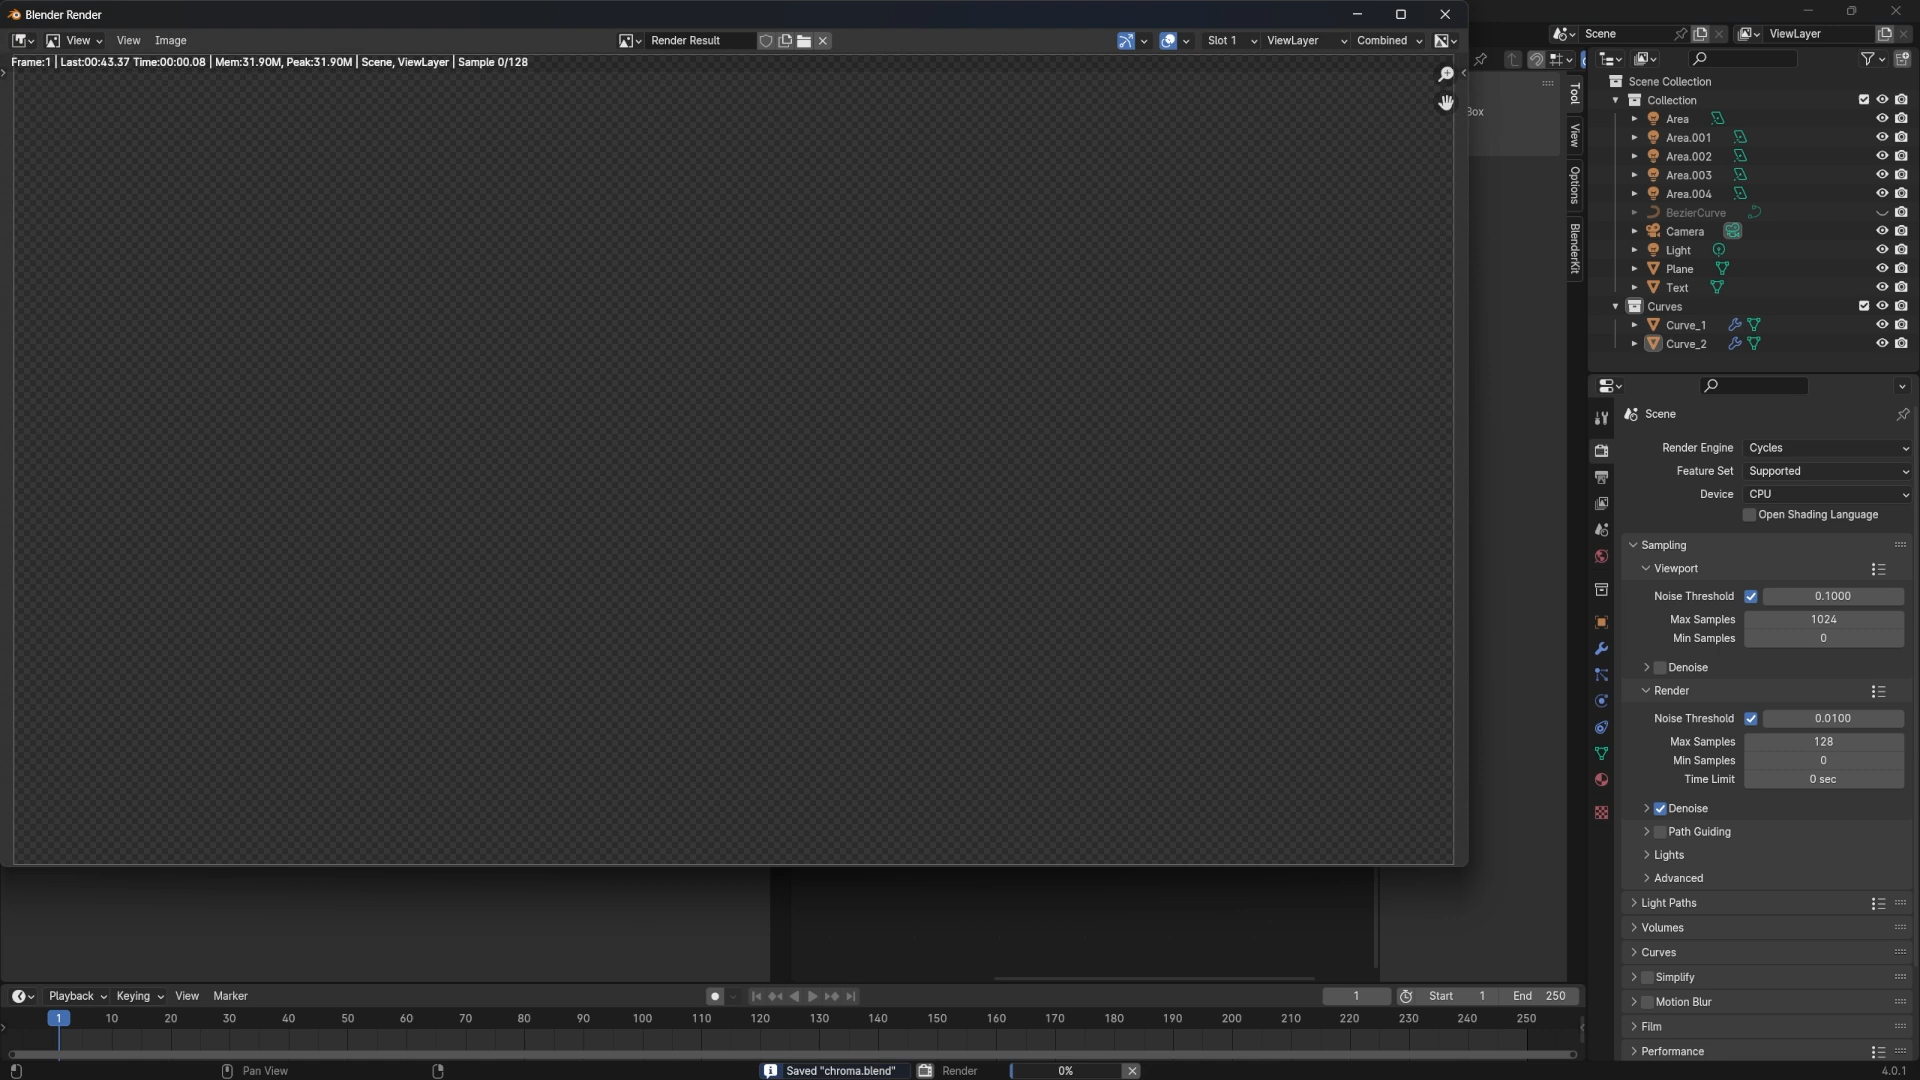 Blender Render
View View Image Render Result Slot 1 ViewLayer Combined
Frame:1 | Last:00:43.37 Time:00:00.08 | Mem:31.90M, Peak:31.90M | Scene, ViewLayer | Sample 0/128
Box
Tool
View
Options
BlenderKit
Scene ViewLayer
Scene Collection
Collection
Area
Area.001
Area.002
Area.003
Area.004
BezierCurve
Camera
Light
Plane
Text
Curves
Curve_1
Curve_2
Scene
Render Engine Cycles
Feature Set Supported
Device CPU
Open Shading Language
Sampling
Viewport
Noise Threshold 0.1000
Max Samples 1024
Min Samples 0
Denoise
Render
Noise Threshold 0.0100
Max Samples 128
Min Samples 0
Time Limit 0 sec
Denoise
Path Guiding
Lights
Advanced
Light Paths
Volumes
Curves
Simplify
Motion Blur
Film
Performance
Playback Keying View Marker 1 Start 1 End 250
1 10 20 30 40 50 60 70 80 90 100 110 120 130 140 150 160 170 180 190 200 210 220 230 240 250
Pan View Saved "chroma.blend" Render 0% 4.0.1